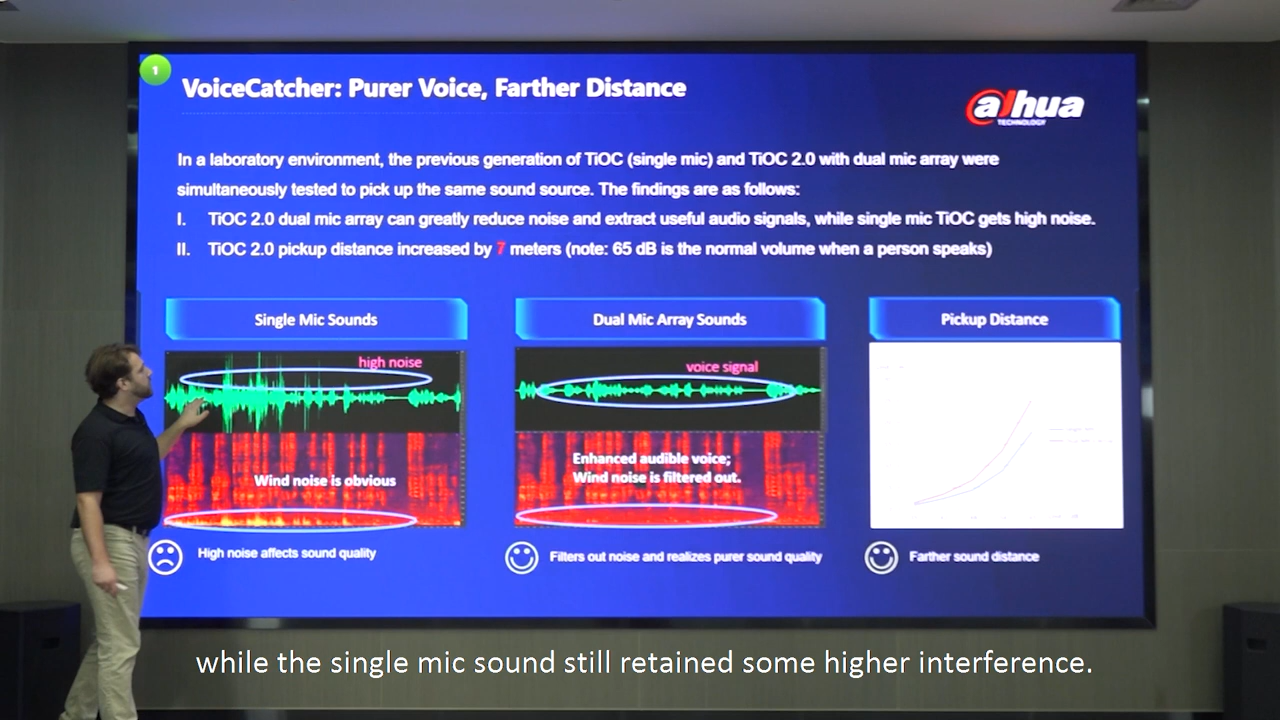 1
VoiceCatcher: Purer Voice, Farther Distance
alhua
TECHNOLOGY
In a laboratory environment, the previous generation of TiOC (single mic) and TiOC 2.0 with dual mic array were
simultaneously tested to pick up the same sound source. The findings are as follows:
I. TiOC 2.0 dual mic array can greatly reduce noise and extract useful audio signals, while single mic TiOC gets high noise.
II. TiOC 2.0 pickup distance increased by 7 meters (note: 65 dB is the normal volume when a person speaks)
Single Mic Sounds
Dual Mic Array Sounds
Pickup Distance
high noise
voice signal
Wind noise is obvious
Enhanced audible voice;
Wind noise is filtered out.
High noise affects sound quality
Filters out noise and realizes purer sound quality
Farther sound distance
while the single mic sound still retained some higher interference.